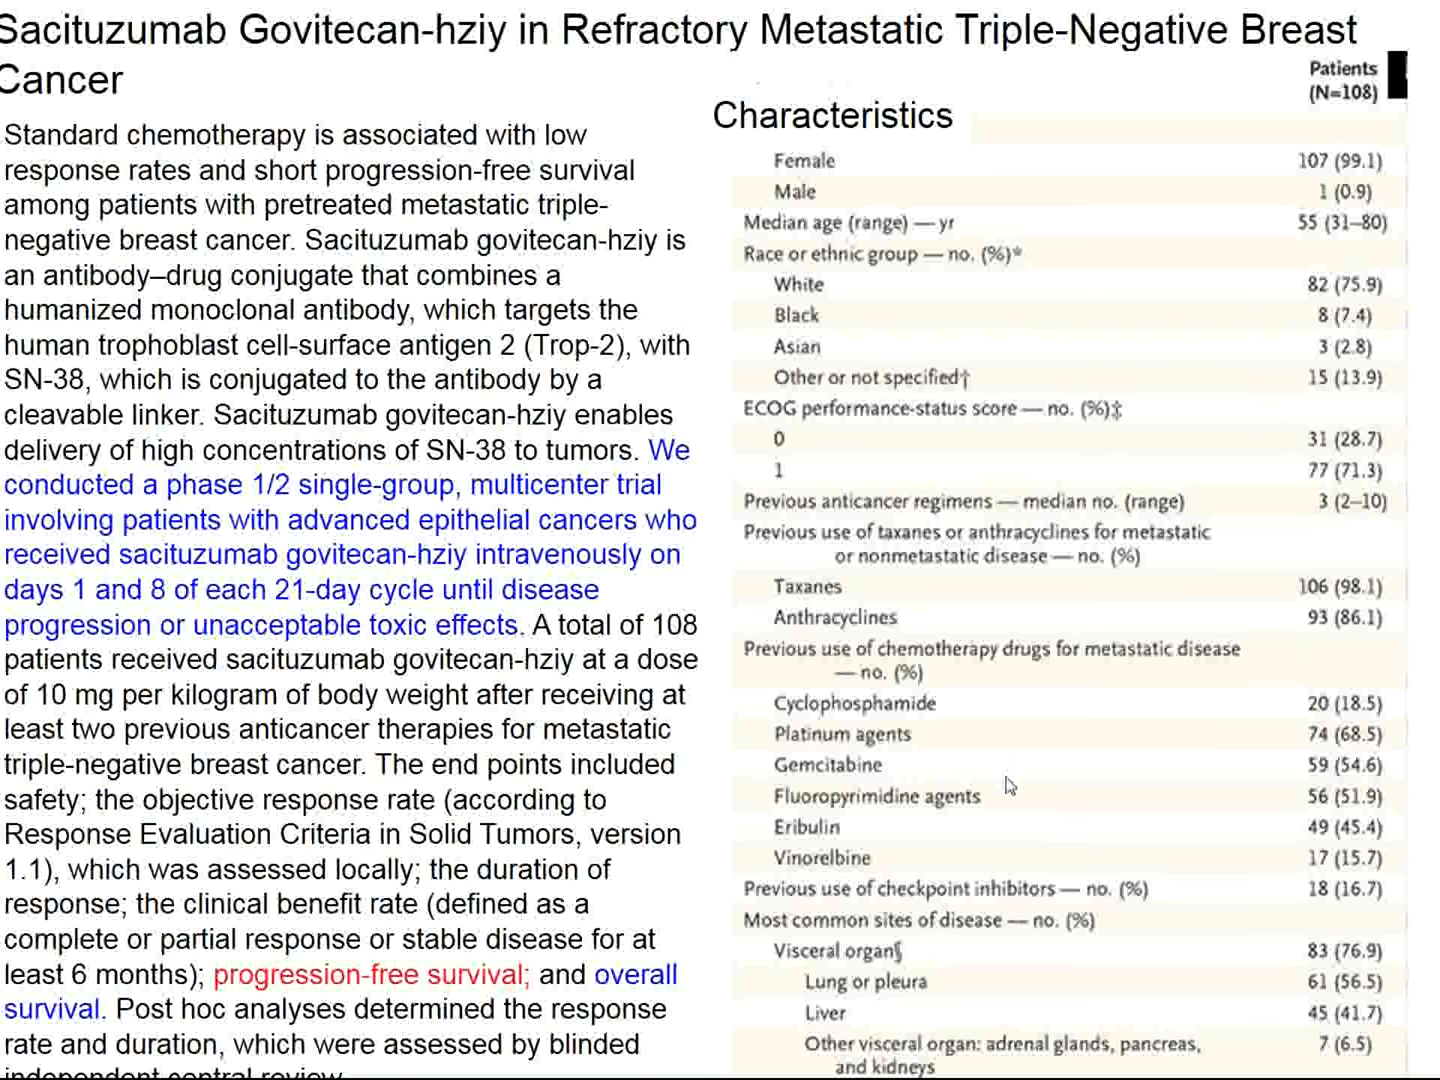 Sacituzumab Govitecan-hziy in Refractory Metastatic Triple-Negative Breast
Cancer
Standard chemotherapy is associated with low
response rates and short progression-free survival
among patients with pretreated metastatic triple-
negative breast cancer. Sacituzumab govitecan-hziy is
an antibody–drug conjugate that combines a
humanized monoclonal antibody, which targets the
human trophoblast cell-surface antigen 2 (Trop-2), with
SN-38, which is conjugated to the antibody by a
cleavable linker. Sacituzumab govitecan-hziy enables
delivery of high concentrations of SN-38 to tumors. We
conducted a phase 1/2 single-group, multicenter trial
involving patients with advanced epithelial cancers who
received sacituzumab govitecan-hziy intravenously on
days 1 and 8 of each 21-day cycle until disease
progression or unacceptable toxic effects. A total of 108
patients received sacituzumab govitecan-hziy at a dose
of 10 mg per kilogram of body weight after receiving at
least two previous anticancer therapies for metastatic
triple-negative breast cancer. The end points included
safety; the objective response rate (according to
Response Evaluation Criteria in Solid Tumors, version
1.1), which was assessed locally; the duration of
response; the clinical benefit rate (defined as a
complete or partial response or stable disease for at
least 6 months); progression-free survival; and overall
survival. Post hoc analyses determined the response
rate and duration, which were assessed by blinded
independent central review.
Patients
(N=108)
Characteristics
Female 107 (99.1)
Male 1 (0.9)
Median age (range) — yr 55 (31–80)
Race or ethnic group — no. (%)*
White 82 (75.9)
Black 8 (7.4)
Asian 3 (2.8)
Other or not specified† 15 (13.9)
ECOG performance-status score — no. (%)‡
0 31 (28.7)
1 77 (71.3)
Previous anticancer regimens — median no. (range) 3 (2–10)
Previous use of taxanes or anthracyclines for metastatic
or nonmetastatic disease — no. (%)
Taxanes 106 (98.1)
Anthracyclines 93 (86.1)
Previous use of chemotherapy drugs for metastatic disease
— no. (%)
Cyclophosphamide 20 (18.5)
Platinum agents 74 (68.5)
Gemcitabine 59 (54.6)
Fluoropyrimidine agents 56 (51.9)
Eribulin 49 (45.4)
Vinorelbine 17 (15.7)
Previous use of checkpoint inhibitors — no. (%) 18 (16.7)
Most common sites of disease — no. (%)
Visceral organ§ 83 (76.9)
Lung or pleura 61 (56.5)
Liver 45 (41.7)
Other visceral organ: adrenal glands, pancreas, 7 (6.5)
and kidneys